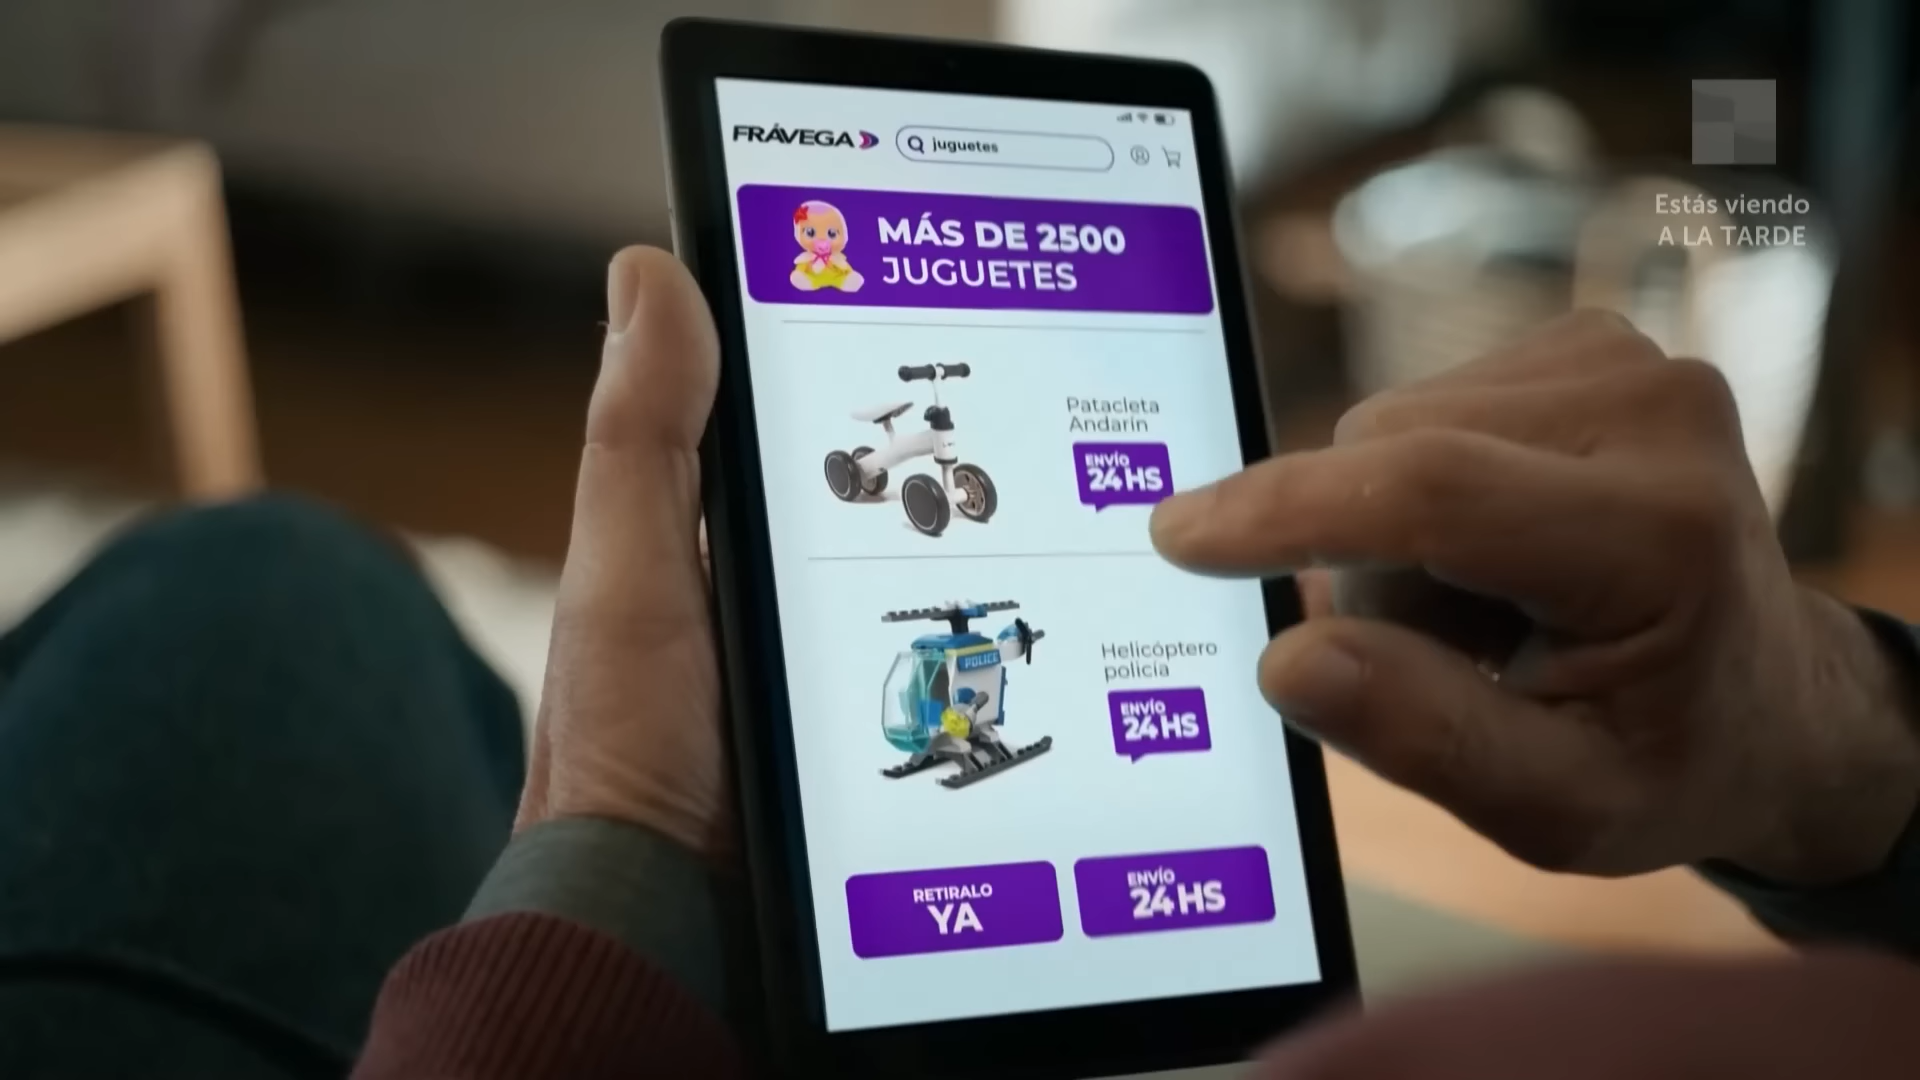 FRÁVEGA
juguetes
MÁS DE 2500
JUGUETES
Patacleta
Andarín
ENVÍO
24 HS
POLICE
Helicóptero
policía
ENVÍO
24 HS
RETIRALO
YA
ENVÍO
24 HS
Estás viendo
A LA TARDE